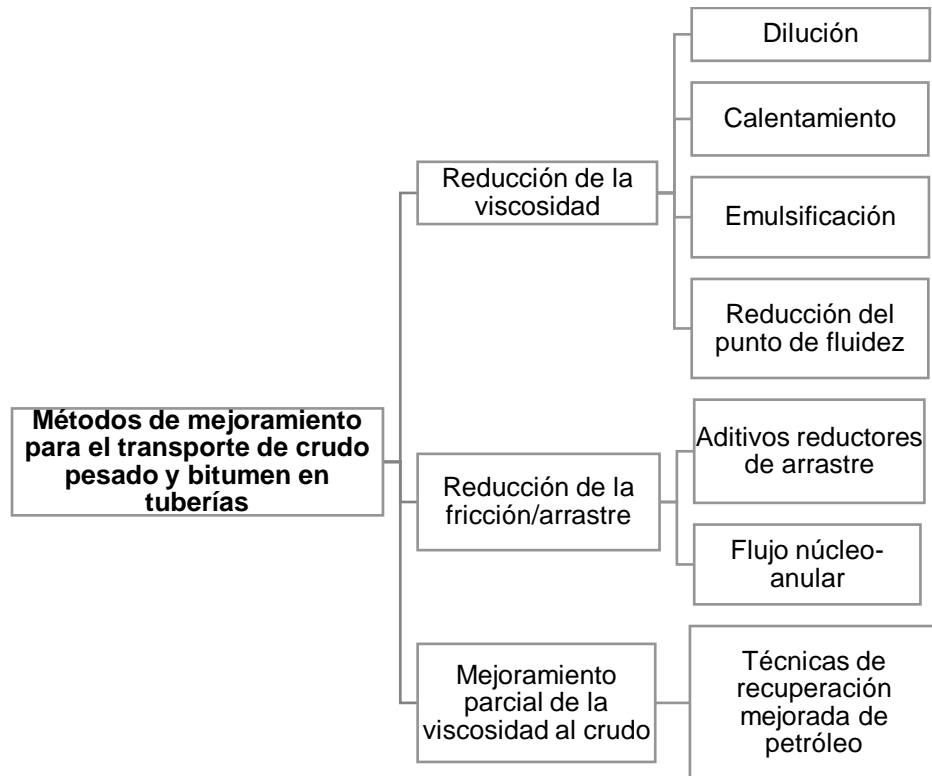 Métodos de mejoramiento
para el transporte de crudo
pesado y bitumen en
tuberías
Reducción de la
viscosidad
Dilución
Calentamiento
Emulsificación
Reducción del
punto de fluidez
Reducción de la
fricción/arrastre
Aditivos reductores
de arrastre
Flujo núcleo-
anular
Mejoramiento
parcial de la
viscosidad al crudo
Técnicas de
recuperación
mejorada de
petróleo